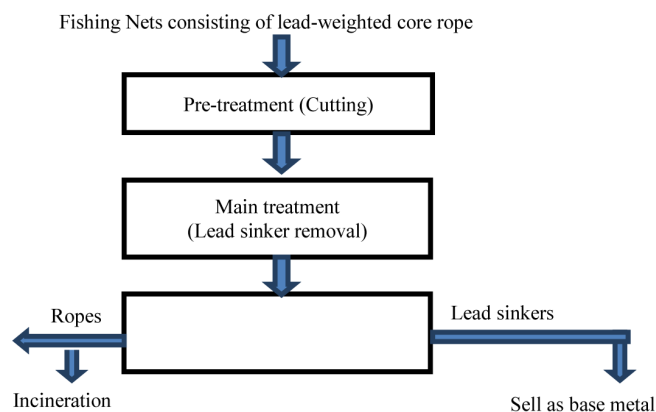 Fishing Nets consisting of lead-weighted core rope
Pre-treatment (Cutting)
Main treatment
(Lead sinker removal)
Ropes
Lead sinkers
Incineration
Sell as base metal